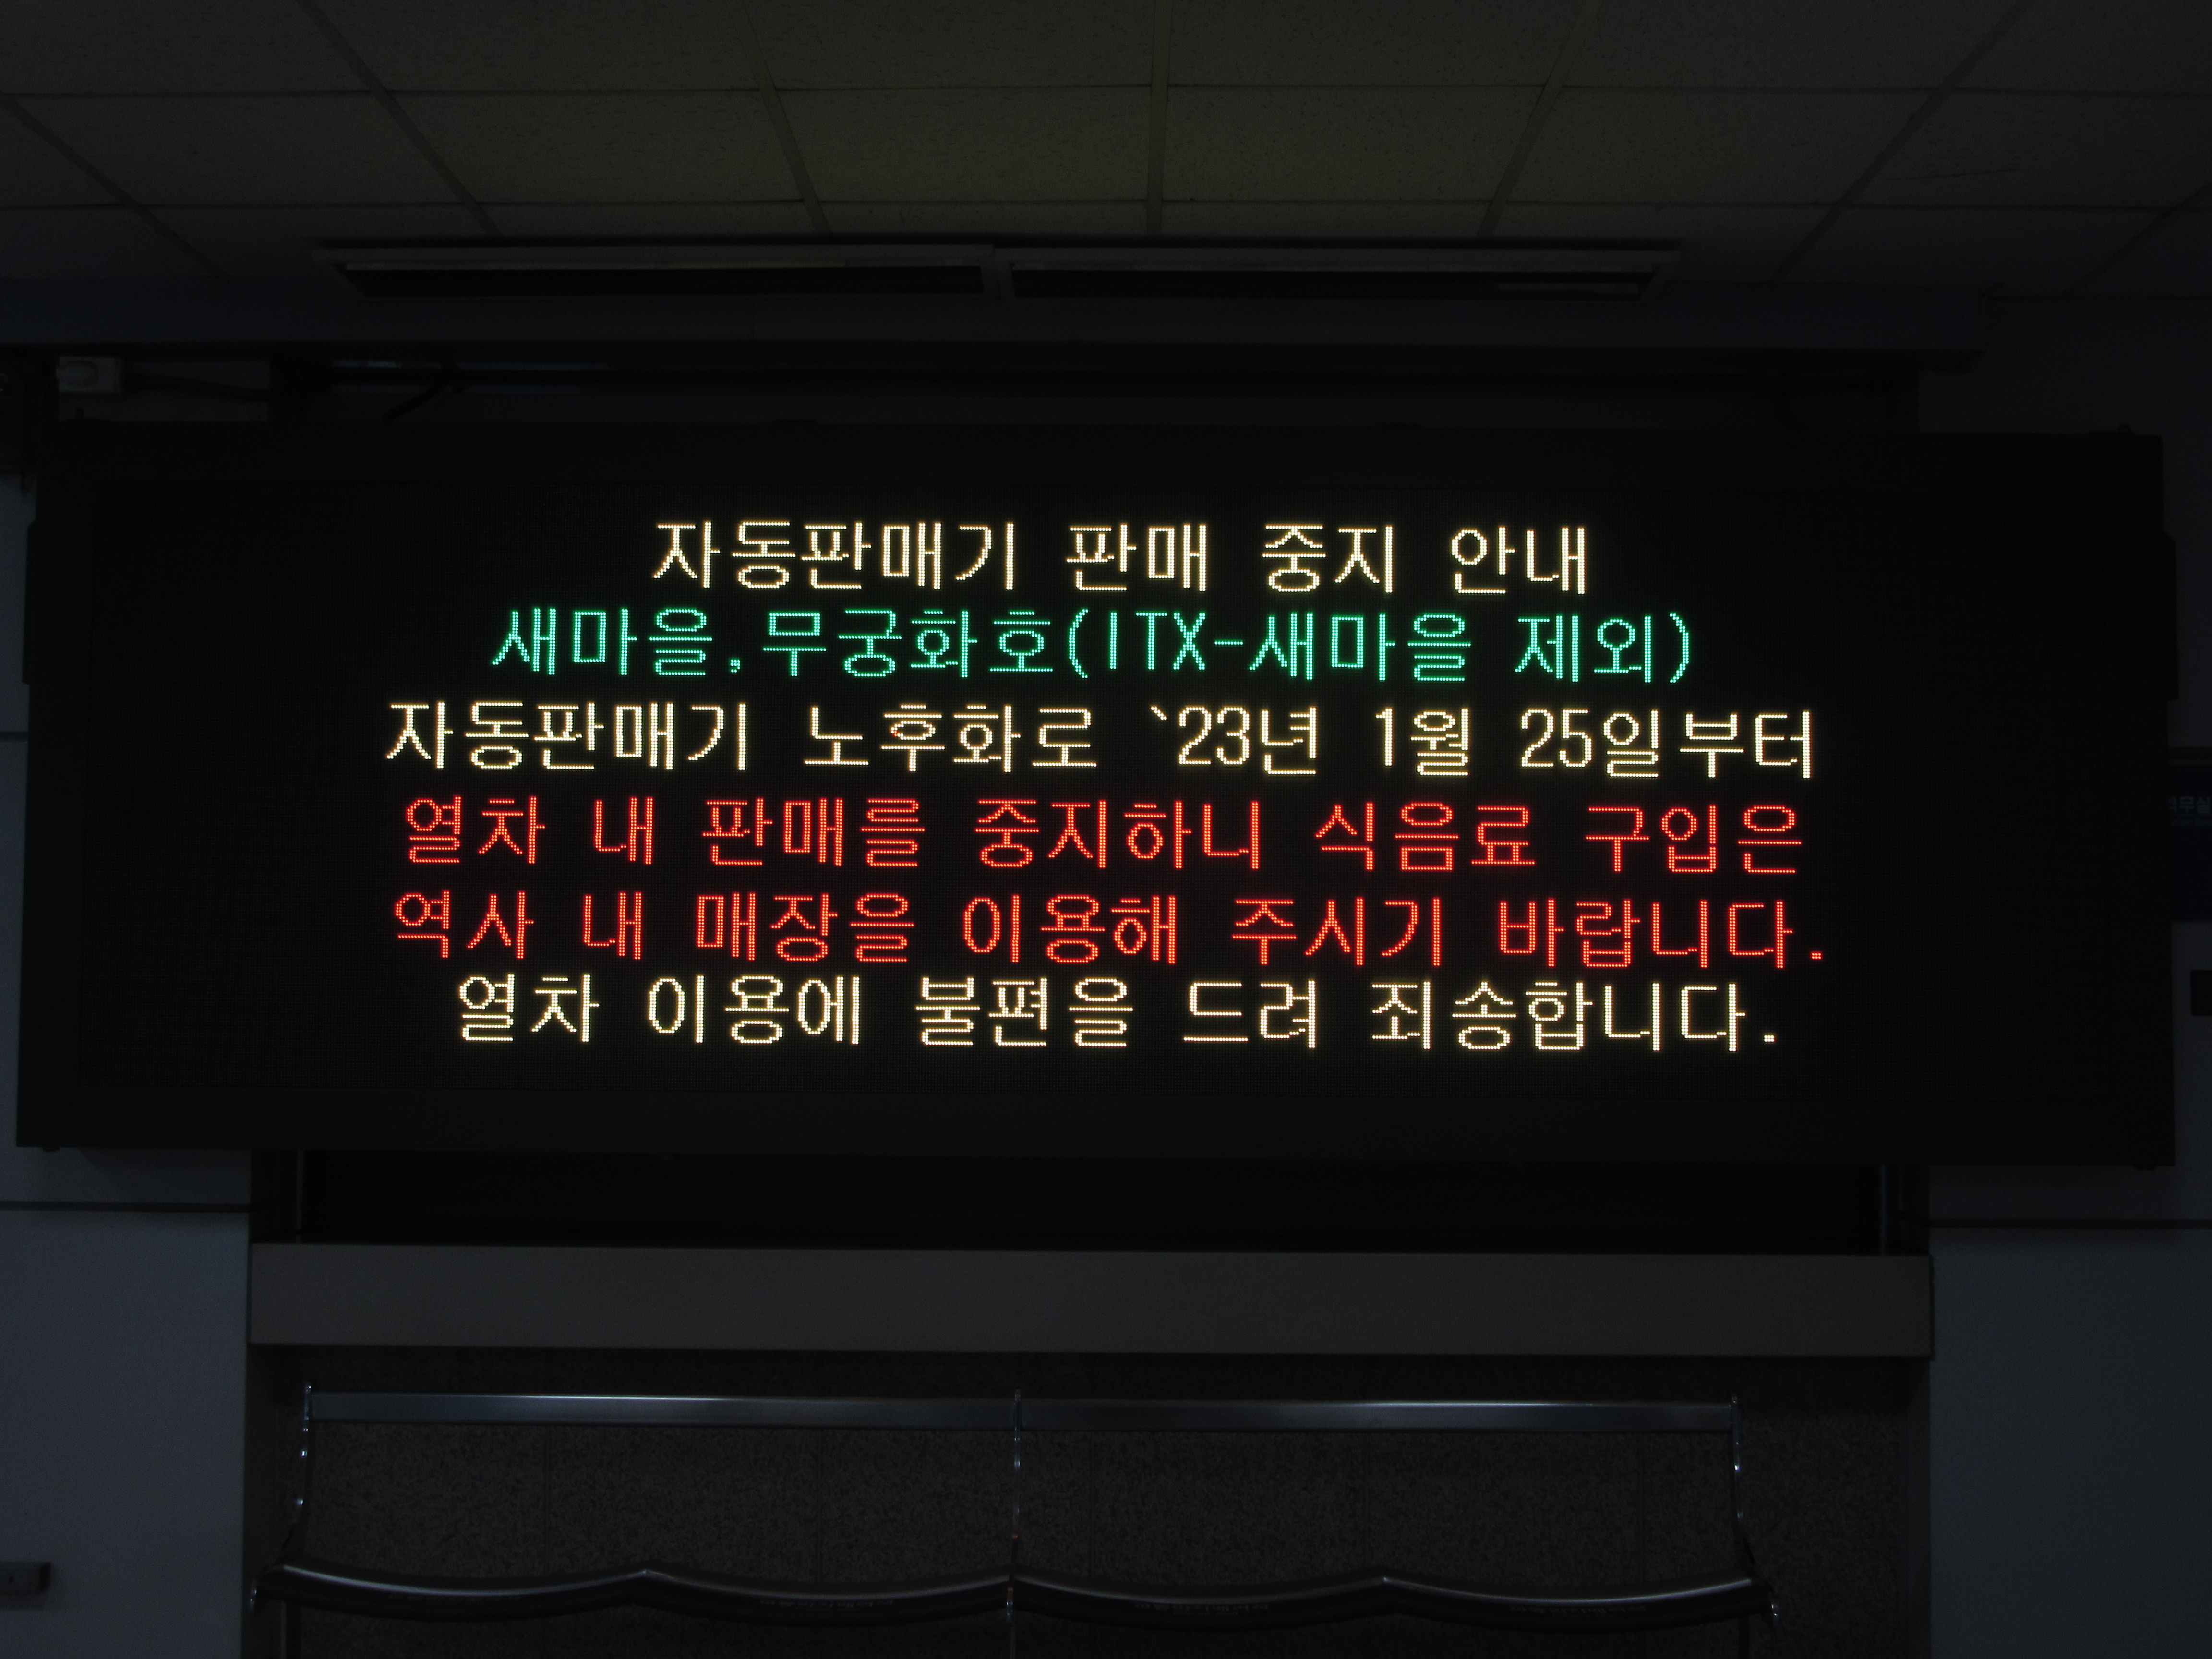 자동판매기 판매 중지 안내
새마을,무궁화호(ITX-새마을 제외)
자동판매기 노후화로 `23년 1월 25일부터
열차 내 판매를 중지하니 식음료 구입은
역사 내 매장을 이용해 주시기 바랍니다.
열차 이용에 불편을 드려 죄송합니다.